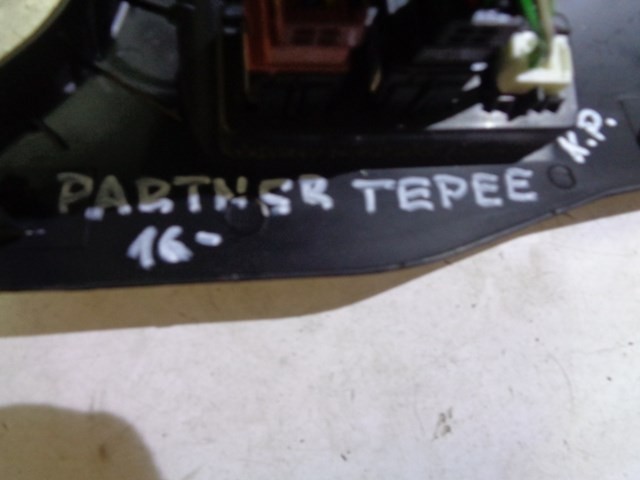 PARTNER TEPEE
16-
K.P.